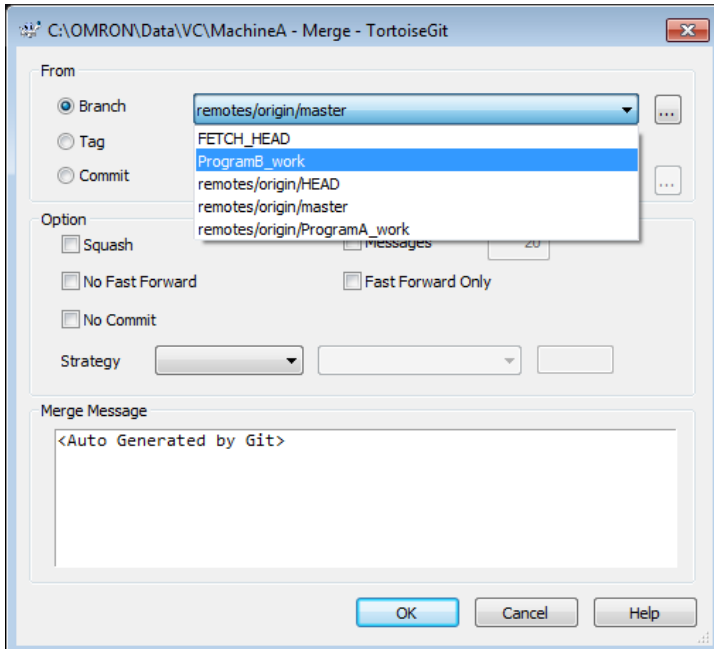 C:\OMRON\Data\VC\MachineA - Merge - TortoiseGit
From
Branch
remotes/origin/master
...
Tag
FETCH_HEAD
ProgramB_work
Commit
remotes/origin/HEAD
...
remotes/origin/master
remotes/origin/ProgramA_work
Option
Squash
Messages
20
No Fast Forward
Fast Forward Only
No Commit
Strategy
Merge Message
<Auto Generated by Git>
OK
Cancel
Help